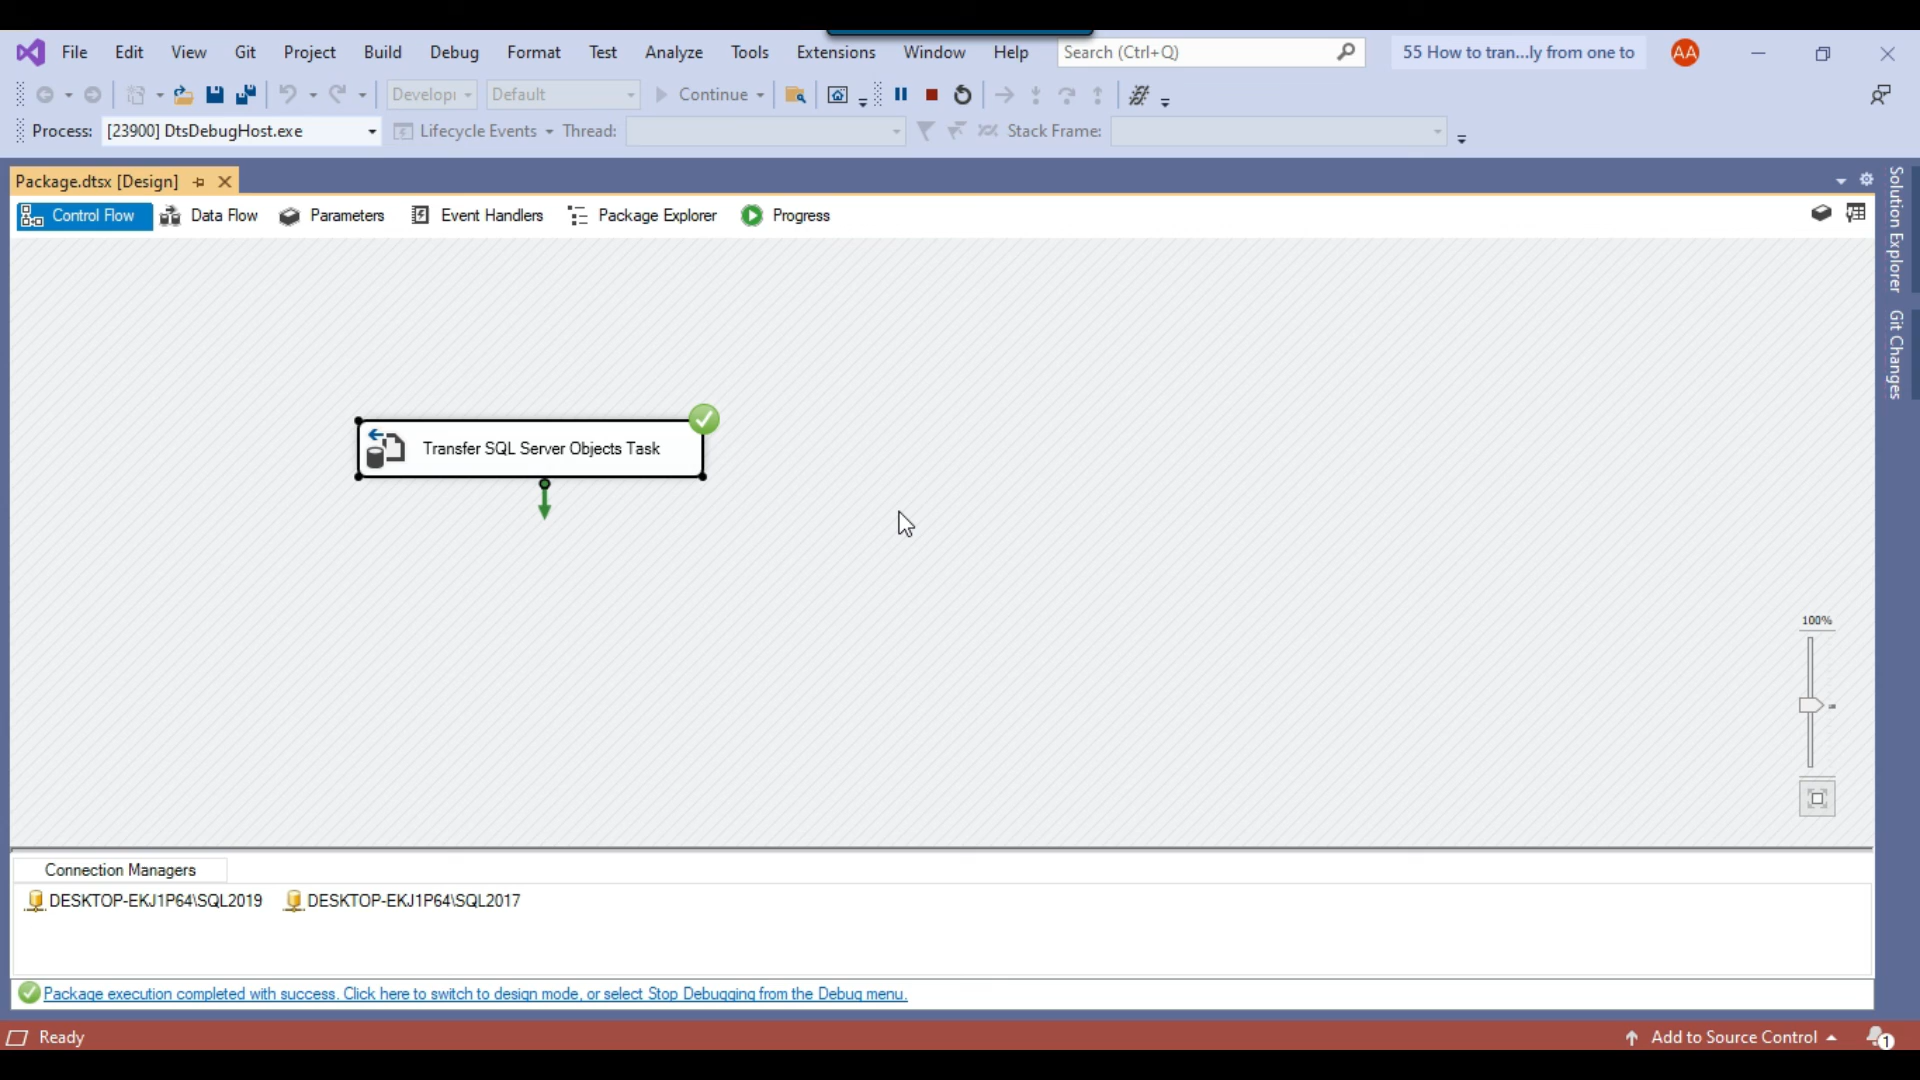 File Edit View Git Project Build Debug Format Test Analyze Tools Extensions Window Help Search (Ctrl+Q) 55 How to tran...ly from one to AA
Default Continue
Process: [23900] DtsDebugHost.exe Lifecycle Events Thread: Stack Frame:
Package.dtsx [Design]
Control Flow Data Flow Parameters Event Handlers Package Explorer Progress
Solution Explorer
Git Changes
Transfer SQL Server Objects Task
100%
Connection Managers
DESKTOP-EKJ1P64\SQL2019 DESKTOP-EKJ1P64\SQL2017
Package execution completed with success. Click here to switch to design mode, or select Stop Debugging from the Debug menu.
Ready Add to Source Control 1